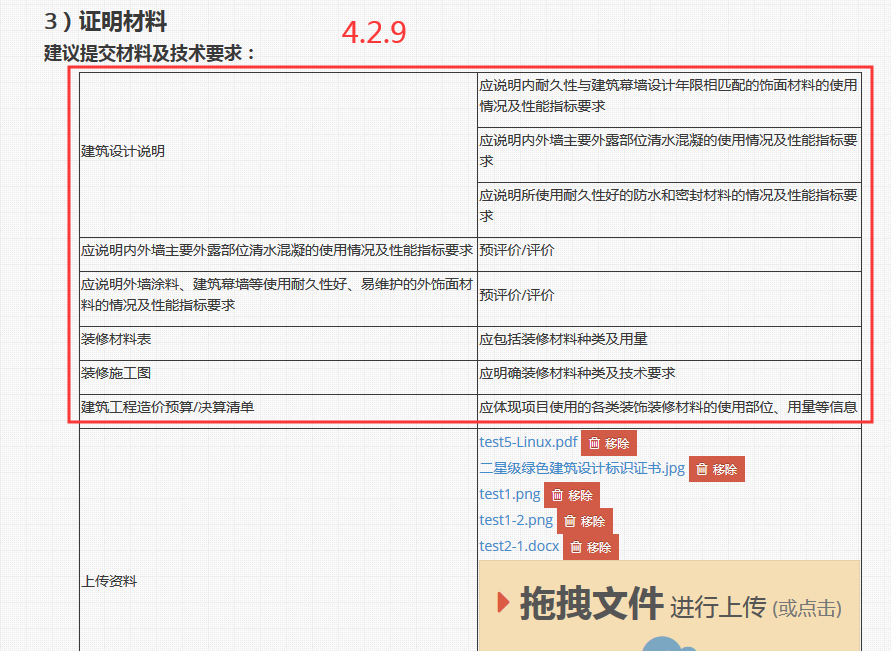 3）证明材料
4.2.9
建议提交材料及技术要求：
建筑设计说明
应说明内耐久性与建筑幕墙设计年限相匹配的饰面材料的使用
情况及性能指标要求
应说明内外墙主要外露部位清水混凝的使用情况及性能指标要
求
应说明所使用耐久性好的防水和密封材料的情况及性能指标要
求
应说明内外墙主要外露部位清水混凝的使用情况及性能指标要求 预评价/评价
应说明外墙涂料、建筑幕墙等使用耐久性好、易维护的外饰面材
料的情况及性能指标要求
预评价/评价
装修材料表 应包括装修材料种类及用量
装修施工图 应明确装修材料种类及技术要求
建筑工程造价预算/决算清单 应体现项目使用的各类装饰装修材料的使用部位、用量等信息
上传资料
test5-Linux.pdf 移除
二星级绿色建筑设计标识证书.jpg 移除
test1.png 移除
test1-2.png 移除
test2-1.docx 移除
拖拽文件 进行上传 (或点击)